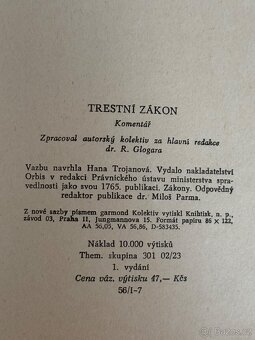 TRESTNÍ ZÁKON
Komentář
Zpracoval autorský kolektiv za hlavní redakce
dr. R. Glogara
Vazbu navrhla Hana Trojanová. Vydalo nakladatelství
Orbis v redakci Právnického ústavu ministerstva spra-
vedlnosti jako svou 1765. publikaci. Zákony. Odpovědný
redaktor publikace dr. Miloš Parma.
Z nové sazby písmem garmond Kolektiv vytiskl Knihtisk, n. p.,
závod 03, Praha II, Jungmannova 15. Formát papíru 86 × 122,
AA 56,05, VA 56,86, D-583435.
Náklad 10.000 výtisků
Them. skupina 301 02/23
1. vydání
Cena váz. výtisku 47,— Kčs
56/I-7